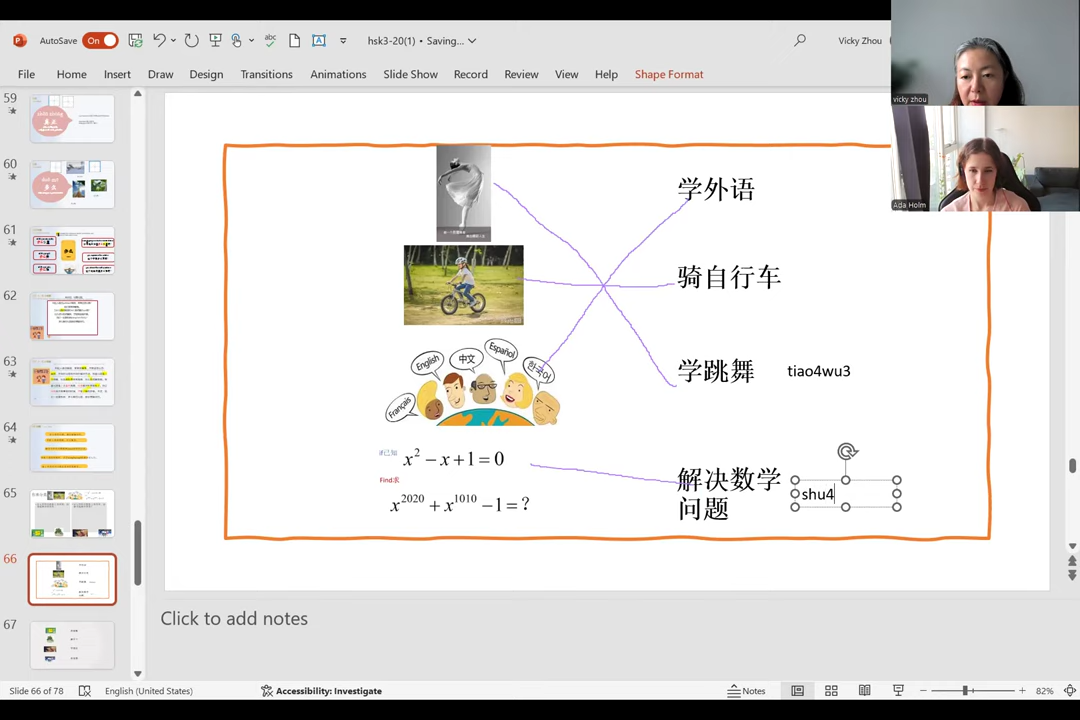 AutoSave On hsk3-20(1) • Saving... Vicky Zhou
File Home Insert Draw Design Transitions Animations Slide Show Record Review View Help Shape Format
vicky zhou
Ada Holm
59
60
61
62
63
64
65
66
67
学外语
骑自行车
English 中文 Español 한국어
Français
学跳舞 tiao4wu3
x² − x + 1 = 0
Find求
x²⁰²⁰ + x¹⁰¹⁰ − 1 = ?
解决数学
问题
shu4
Click to add notes
Slide 66 of 78 English (United States) Accessibility: Investigate Notes 82%